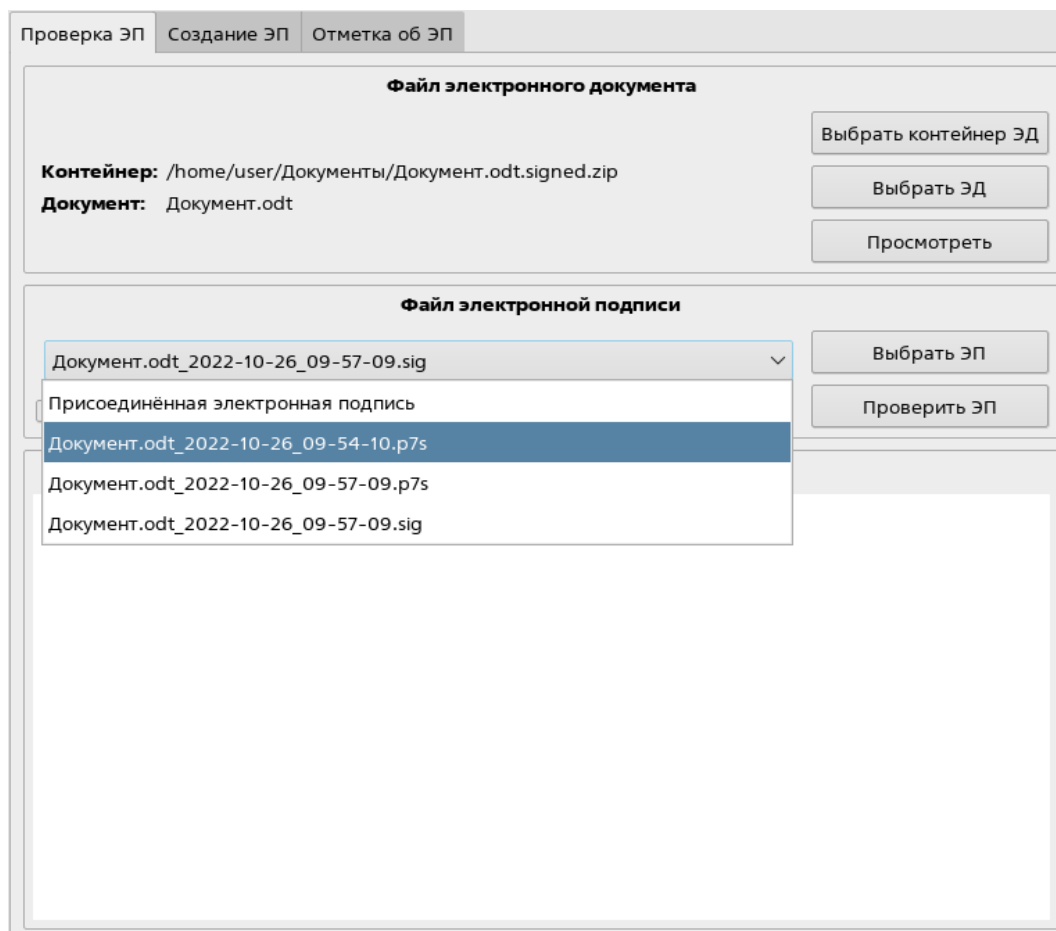 Проверка ЭП Создание ЭП Отметка об ЭП
Файл электронного документа
Выбрать контейнер ЭД
Контейнер: /home/user/Документы/Документ.odt.signed.zip
Выбрать ЭД
Документ: Документ.odt
Просмотреть
Файл электронной подписи
Документ.odt_2022-10-26_09-57-09.sig
Выбрать ЭП
Присоединённая электронная подпись
Проверить ЭП
Документ.odt_2022-10-26_09-54-10.p7s
Документ.odt_2022-10-26_09-57-09.p7s
Документ.odt_2022-10-26_09-57-09.sig